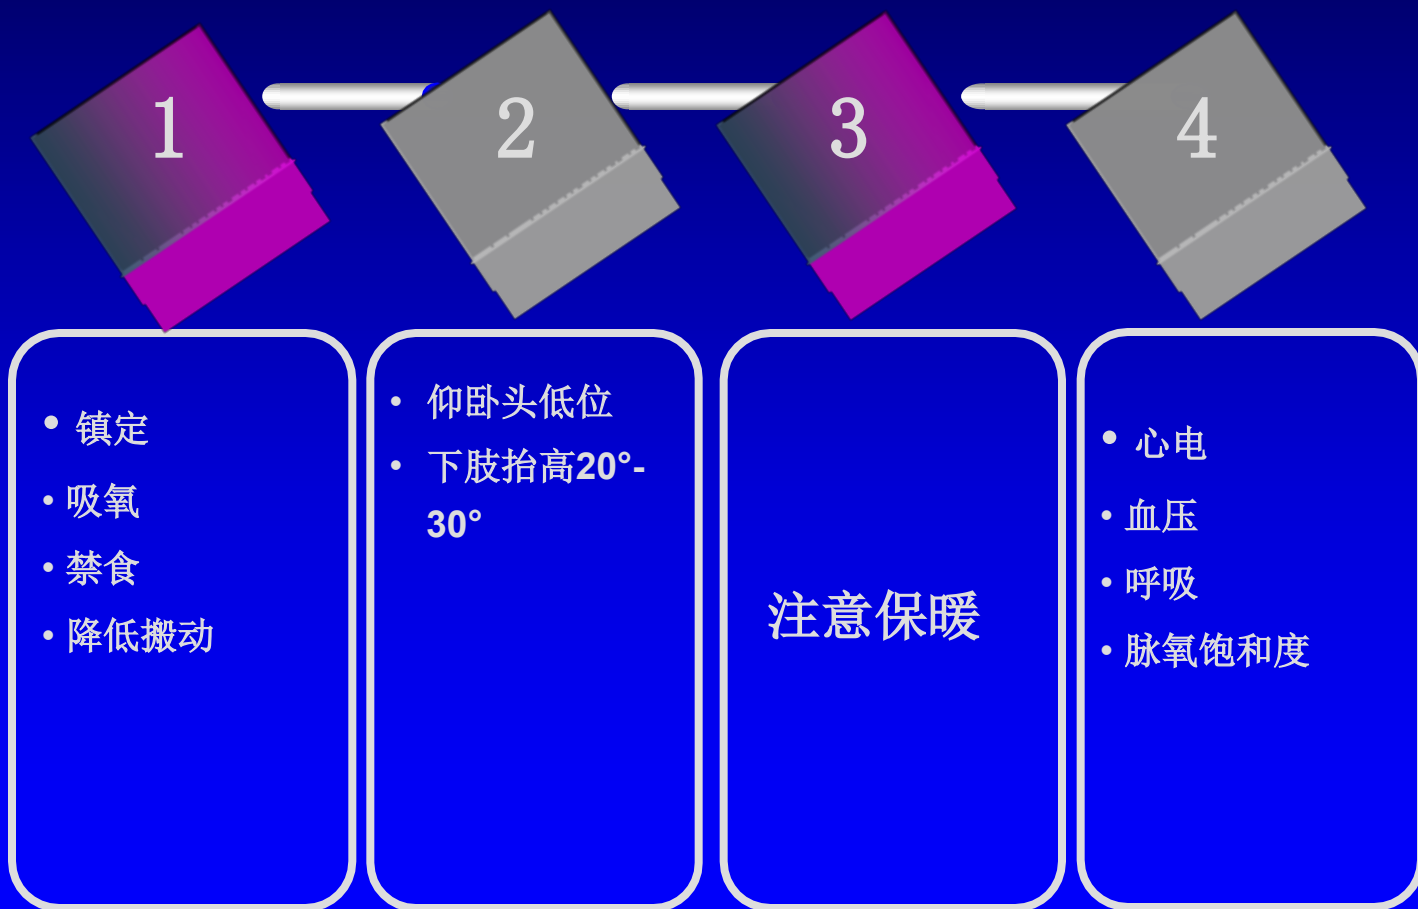 1
2
3
4
• 镇定
• 吸氧
• 禁食
• 降低搬动
• 仰卧头低位
• 下肢抬高20°-
30°
注意保暖
• 心电
• 血压
• 呼吸
• 脉氧饱和度